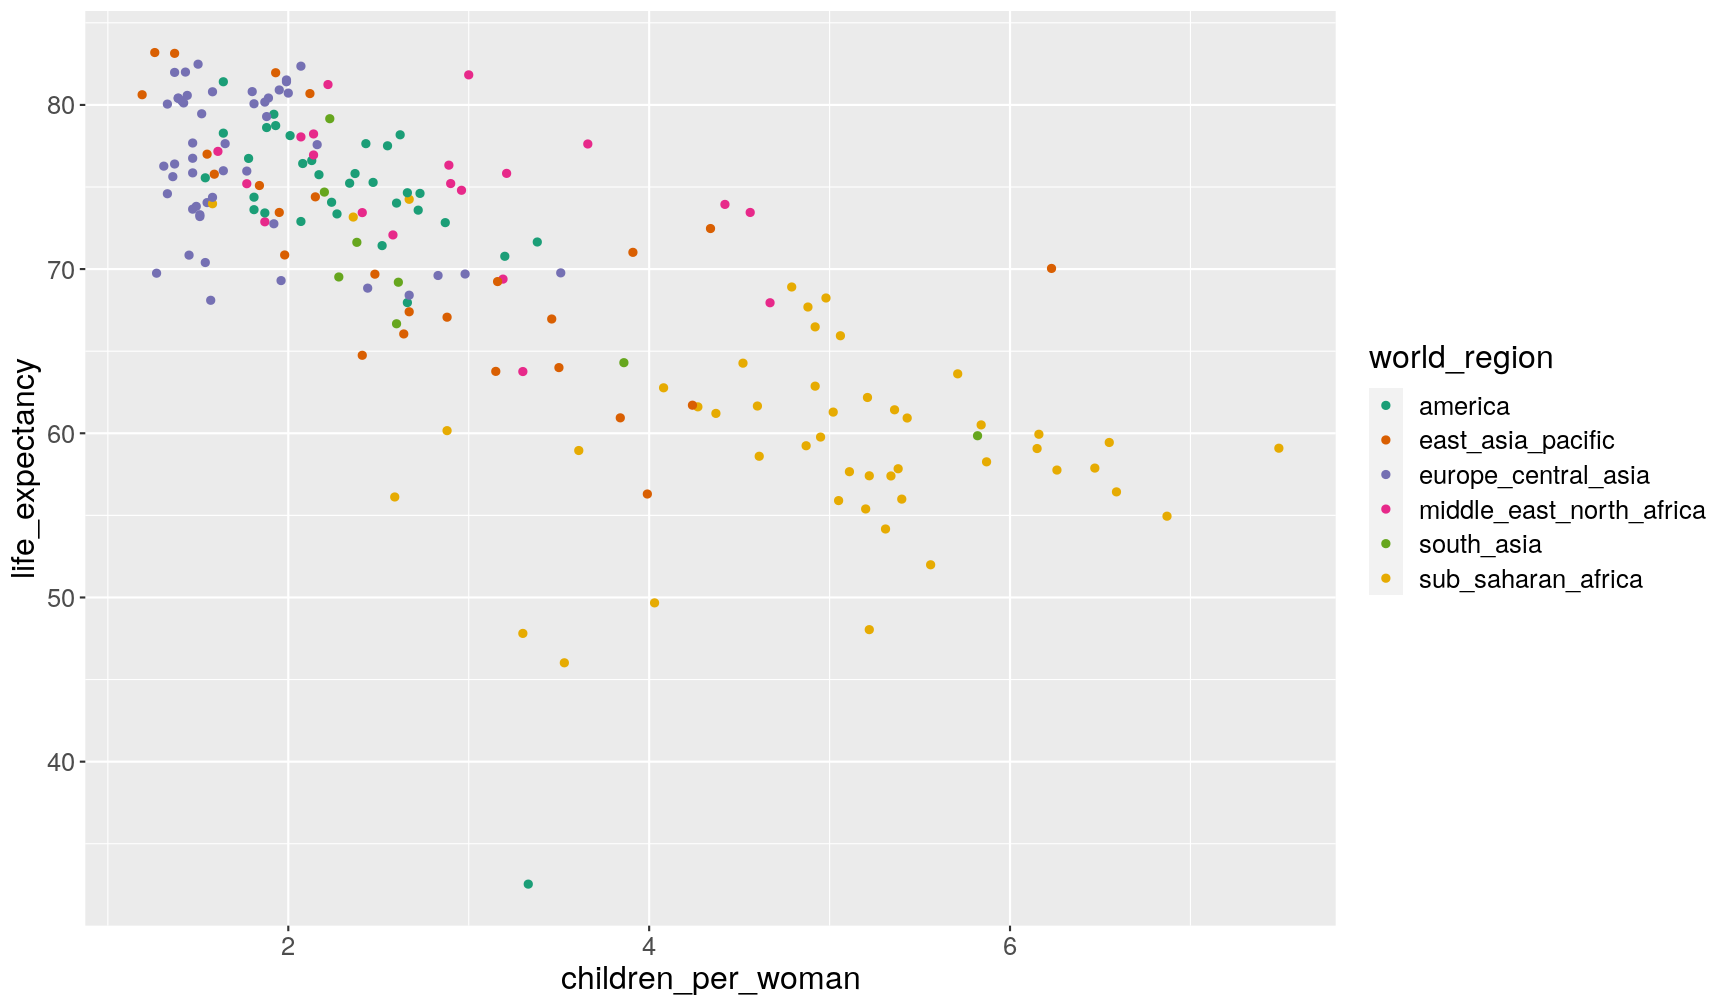 80
70
60
50
40
life_expectancy
2
4
6
children_per_woman
world_region
america
east_asia_pacific
europe_central_asia
middle_east_north_africa
south_asia
sub_saharan_africa